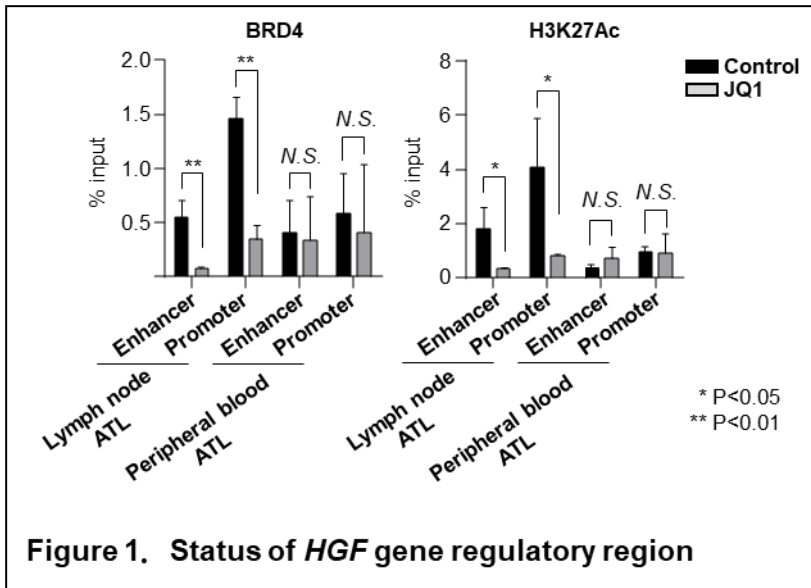 BRD4
H3K27Ac
Control
JQ1
% input
2.0
1.5
1.0
0.5
**
**
N.S.
N.S.
Enhancer
Promoter
Enhancer
Promoter
Lymph node
ATL
Peripheral blood
ATL
% input
8
6
4
2
0
*
*
N.S.
N.S.
Enhancer
Promoter
Enhancer
Promoter
Lymph node
ATL
Peripheral blood
ATL
* P<0.05
** P<0.01
Figure 1. Status of HGF gene regulatory region